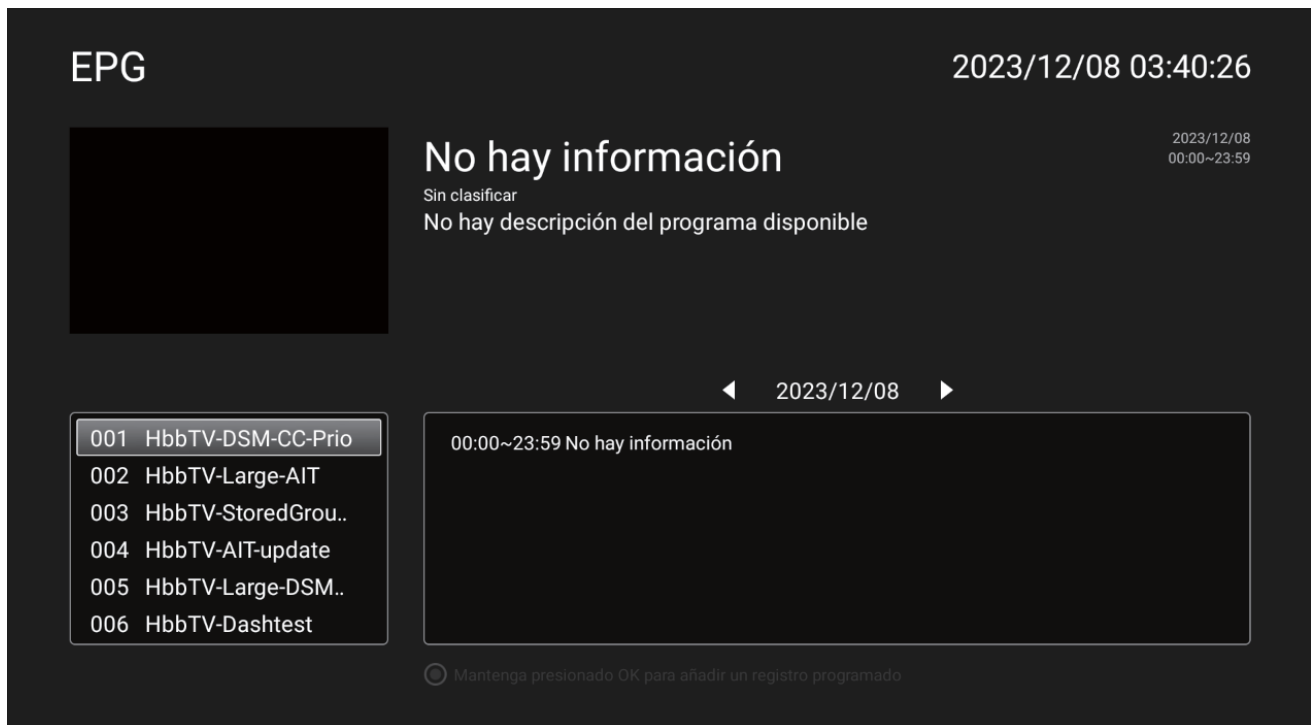 EPG
2023/12/08 03:40:26
No hay información
2023/12/08
00:00~23:59
Sin clasificar
No hay descripción del programa disponible
2023/12/08
001 HbbTV-DSM-CC-Prio
002 HbbTV-Large-AIT
003 HbbTV-StoredGrou..
004 HbbTV-AIT-update
005 HbbTV-Large-DSM..
006 HbbTV-Dashtest
00:00~23:59 No hay información
Mantenga presionado OK para añadir un registro programado